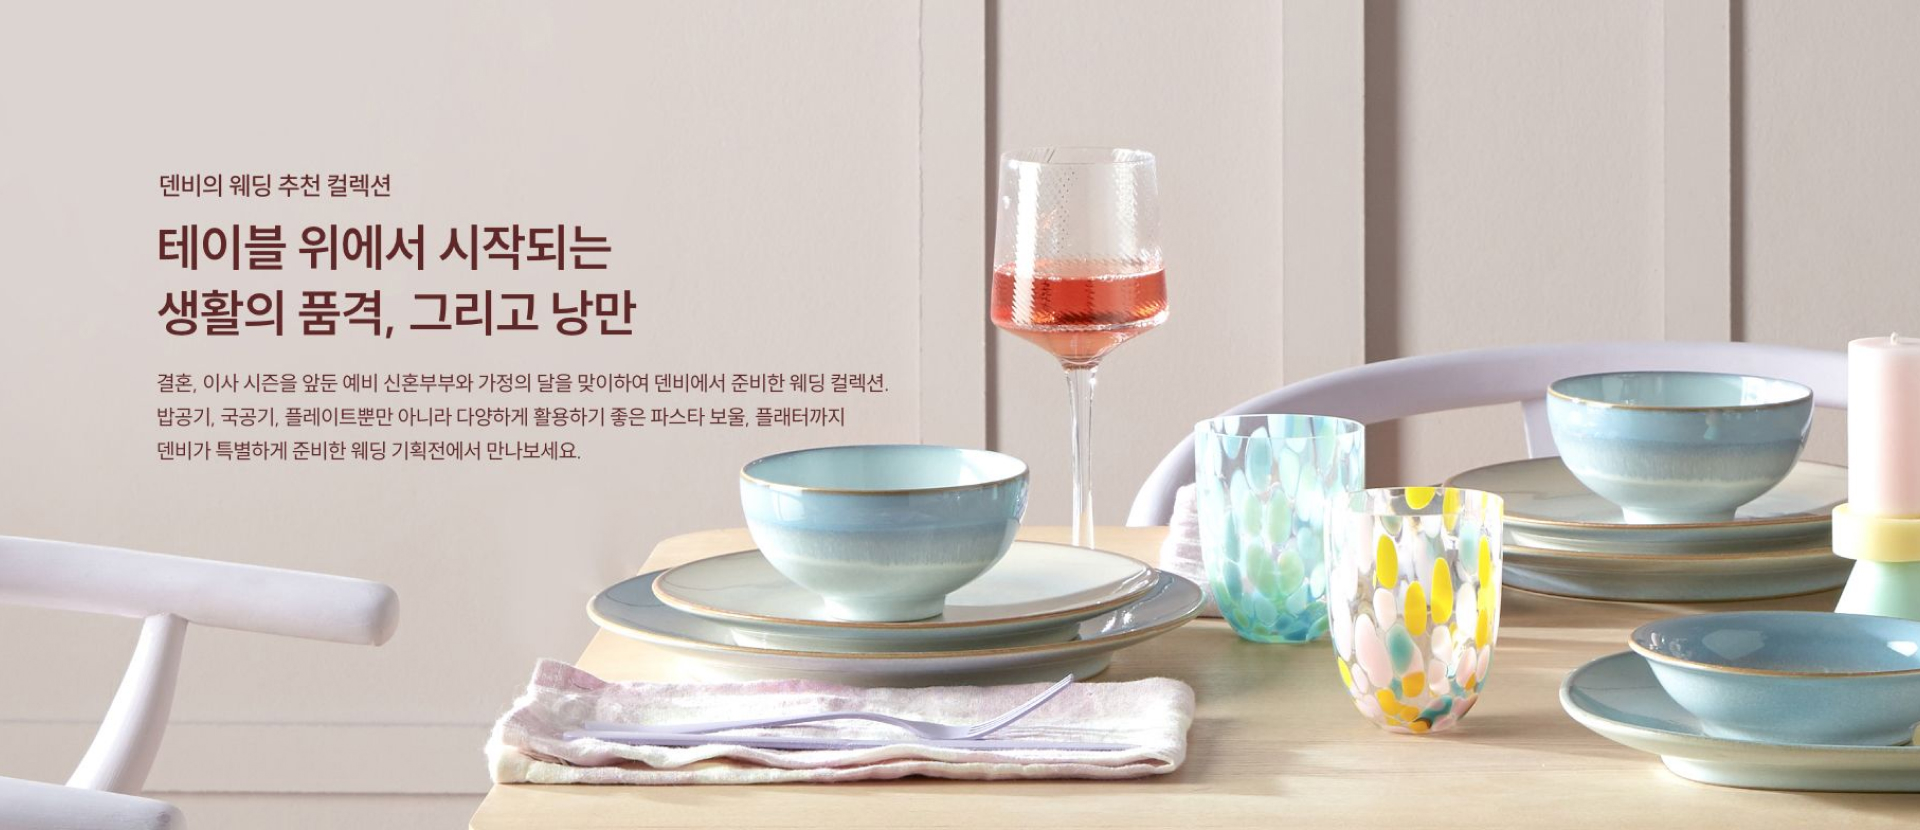 덴비의 웨딩 추천 컬렉션
테이블 위에서 시작되는
생활의 품격, 그리고 낭만
결혼, 이사 시즌을 앞둔 예비 신혼부부와 가정의 달을 맞이하여 덴비에서 준비한 웨딩 컬렉션.
밥공기, 국공기, 플레이트뿐만 아니라 다양하게 활용하기 좋은 파스타 보울, 플래터까지
덴비가 특별하게 준비한 웨딩 기획전에서 만나보세요.